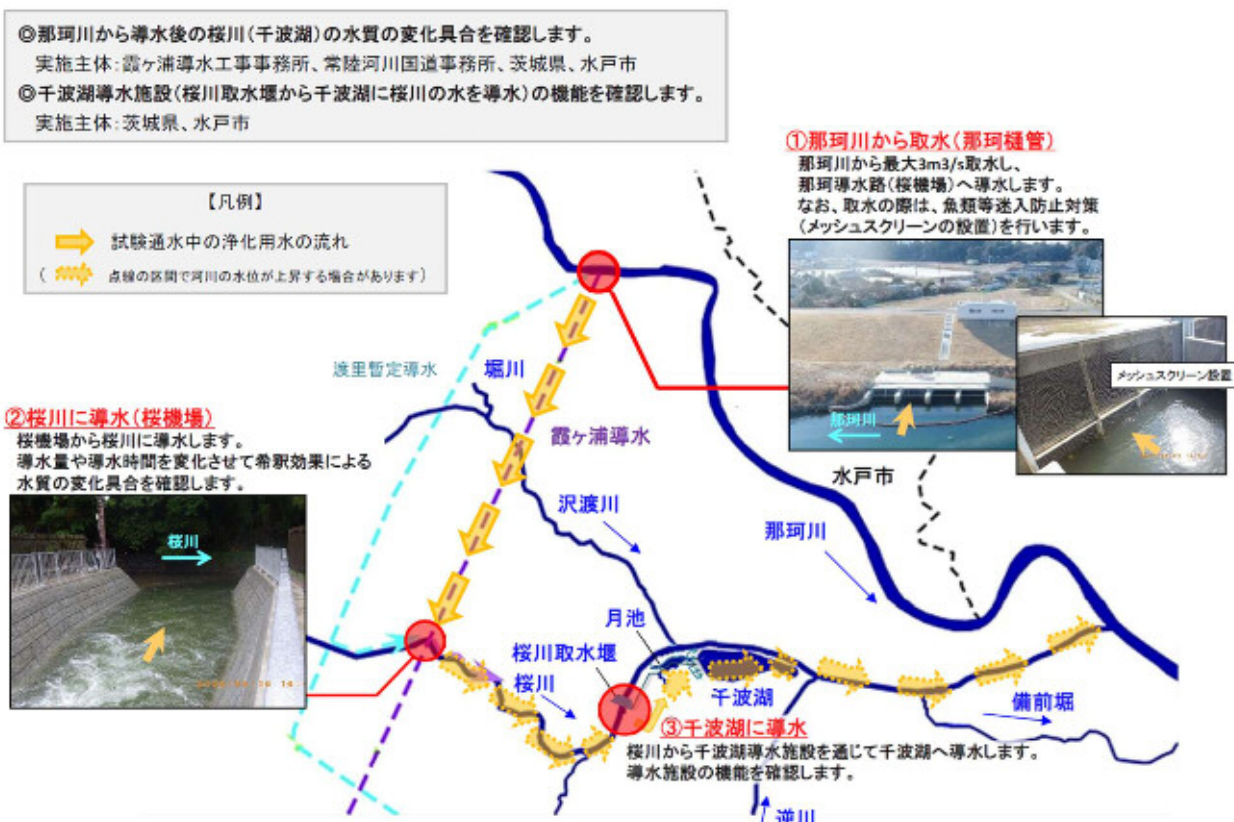 ◎那珂川から導水後の桜川(千波湖)の水質の変化具合を確認します。
実施主体:霞ヶ浦導水工事事務所、常陸河川国道事務所、茨城県、水戸市
◎千波湖導水施設(桜川取水堰から千波湖に桜川の水を導水)の機能を確認します。
実施主体:茨城県、水戸市
【凡例】
試験通水中の浄化用水の流れ
( 点線の区間で河川の水位が上昇する場合があります)
①那珂川から取水(那珂樋管)
那珂川から最大3m3/s取水し、
那珂導水路(桜機場)へ導水します。
なお、取水の際は、魚類等迷入防止対策
(メッシュスクリーンの設置)を行います。
那珂川
メッシュスクリーン設置
渡里暫定導水
堀川
霞ヶ浦導水
水戸市
沢渡川
那珂川
②桜川に導水(桜機場)
桜機場から桜川に導水します。
導水量や導水時間を変化させて希釈効果による
水質の変化具合を確認します。
桜川
月池
桜川取水堰
桜川
千波湖
備前堀
③千波湖に導水
桜川から千波湖導水施設を通じて千波湖へ導水します。
導水施設の機能を確認します。
逆川